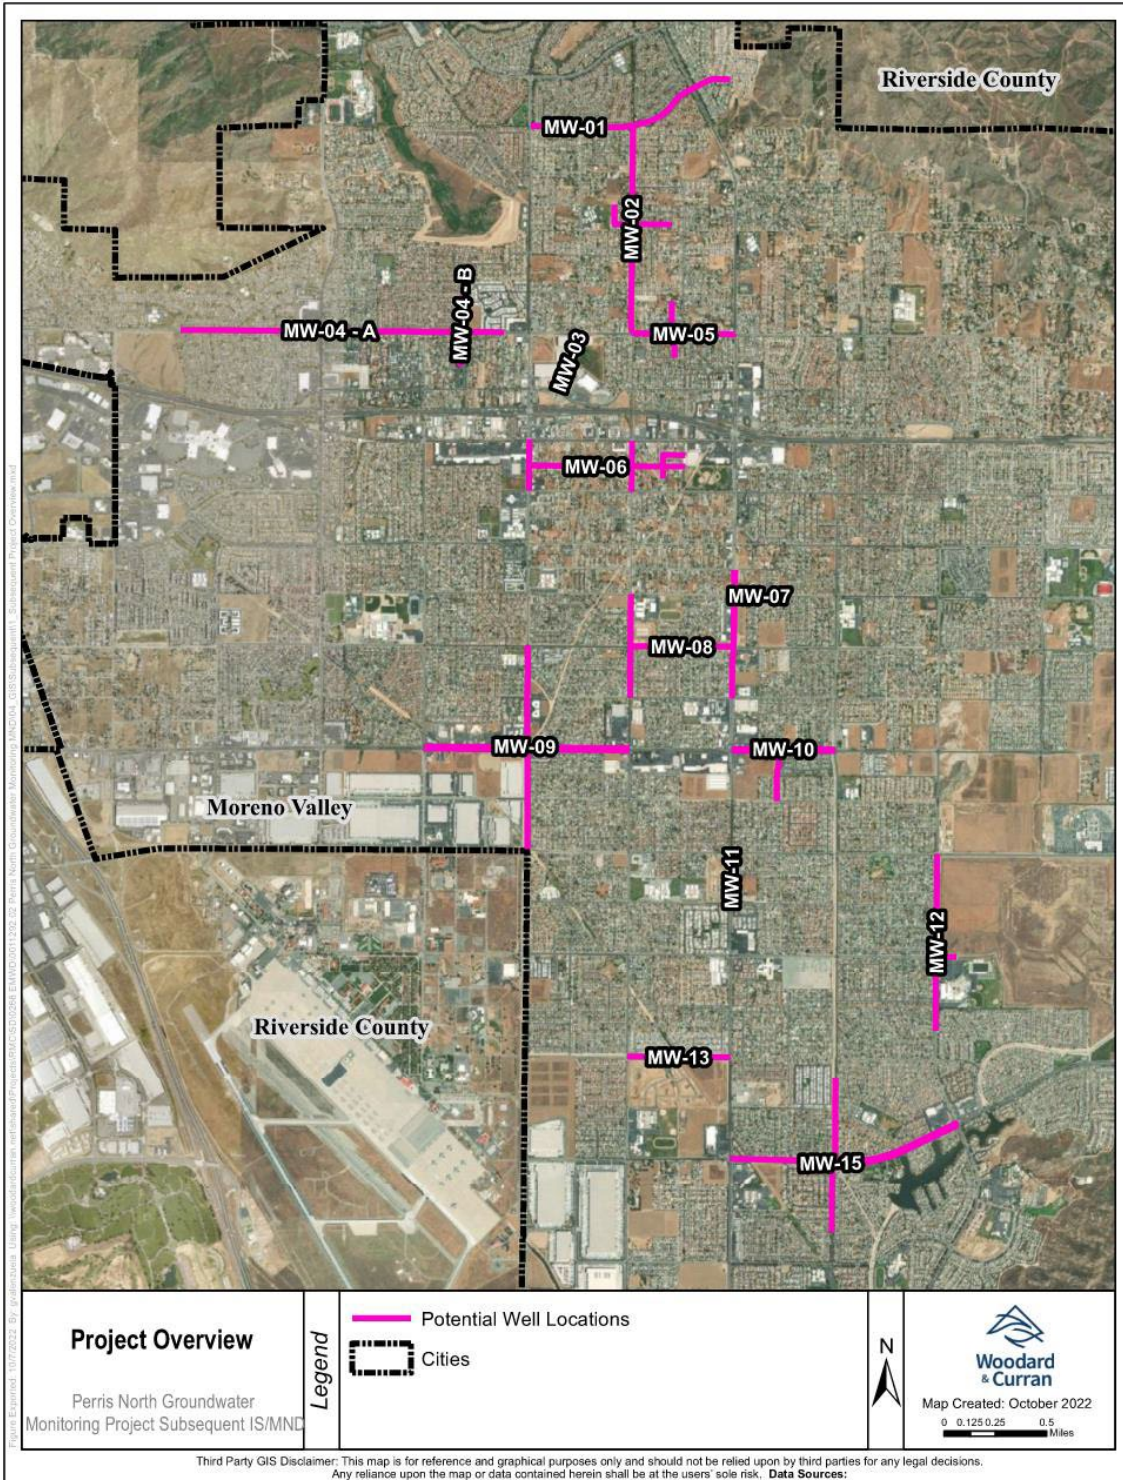 Riverside County
MW-01
MW-02
MW-04 - B
MW-04 - A
MW-05
MW-03
MW-06
MW-07
MW-08
MW-09
MW-10
Moreno Valley
MW-11
MW-12
Riverside County
MW-13
MW-15
Project Overview
Perris North Groundwater
Monitoring Project Subsequent IS/MND
Legend
Potential Well Locations
Cities
N
Woodard
& Curran
Map Created: October 2022
0 0.125 0.25 0.5
Miles
Third Party GIS Disclaimer: This map is for reference and graphical purposes only and should not be relied upon by third parties for any legal decisions.
Any reliance upon the map or data contained herein shall be at the users' sole risk. Data Sources: